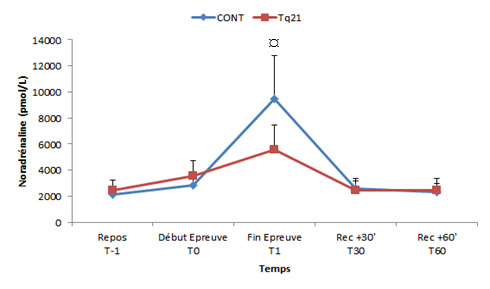 CONT Tq21
¤
14000
12000
10000
8000
6000
4000
2000
0
Noradrenaline (pmol/L)
Repos Début Epreuve Fin Epreuve Rec +30' Rec +60'
T-1 T0 T1 T30 T60
Temps